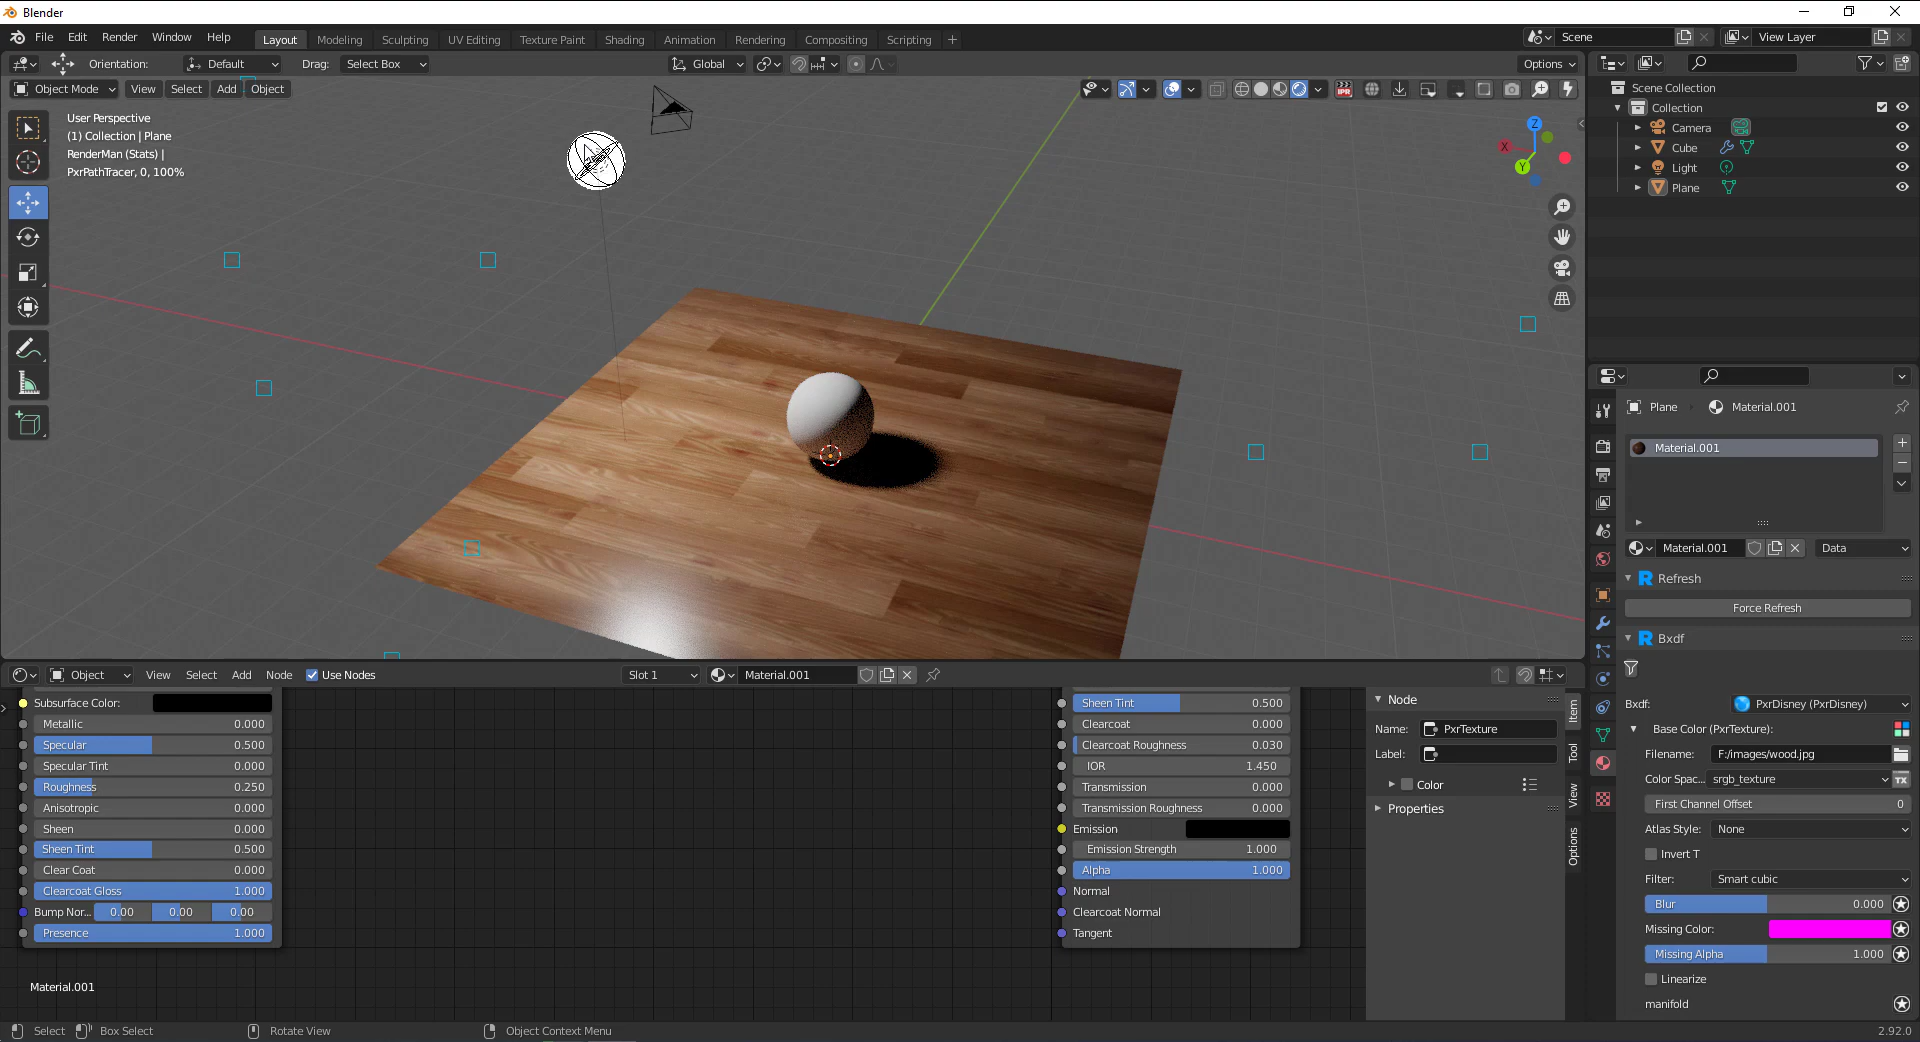 Blender
File Edit Render Window Help Layout Modeling Sculpting UV Editing Texture Paint Shading Animation Rendering Compositing Scripting + Scene View Layer
Orientation: Default Drag: Select Box Global Options
Object Mode View Select Add Object
User Perspective
(1) Collection | Plane
RenderMan (Stats) |
PxrPathTracer, 0, 100%
IPR
Z
X
Y
Scene Collection
Collection
Camera
Cube
Light
Plane
Plane Material.001
Material.001
Material.001 Data
Refresh
Force Refresh
Bxdf
Bxdf: PxrDisney (PxrDisney)
Base Color (PxrTexture):
Filename: F:/images/wood.jpg
Color Spac... srgb_texture TX
First Channel Offset 0
Atlas Style: None
Invert T
Filter: Smart cubic
Blur 0.000
Missing Color:
Missing Alpha 1.000
Linearize
manifold
Object View Select Add Node Use Nodes Slot 1 Material.001
Subsurface Color:
Metallic 0.000
Specular 0.500
Specular Tint 0.000
Roughness 0.250
Anisotropic 0.000
Sheen 0.000
Sheen Tint 0.500
Clear Coat 0.000
Clearcoat Gloss 1.000
Bump Nor... 0.00 0.00 0.00
Presence 1.000
Material.001
Sheen Tint 0.500
Clearcoat 0.000
Clearcoat Roughness 0.030
IOR 1.450
Transmission 0.000
Transmission Roughness 0.000
Emission
Emission Strength 1.000
Alpha 1.000
Normal
Clearcoat Normal
Tangent
Node
Name: PxrTexture
Label:
Color
Properties
Item
Tool
View
Options
Select Box Select Rotate View Object Context Menu 2.92.0